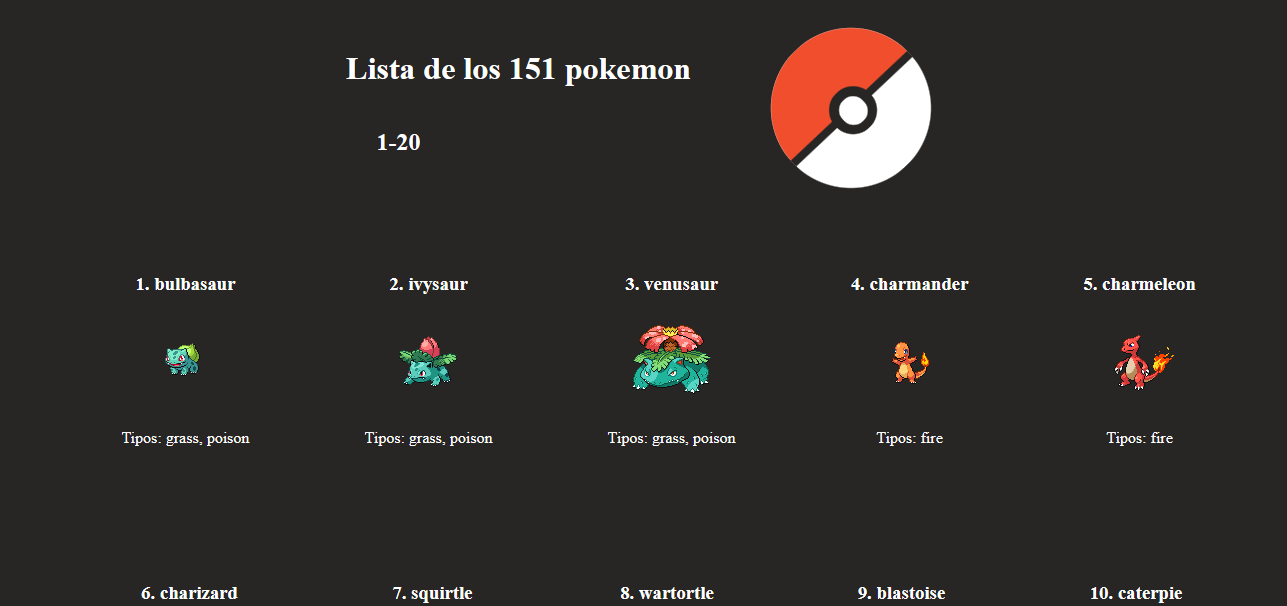 Lista de los 151 pokemon
1-20
1. bulbasaur
2. ivysaur
3. venusaur
4. charmander
5. charmeleon
Tipos: grass, poison
Tipos: grass, poison
Tipos: grass, poison
Tipos: fire
Tipos: fire
6. charizard
7. squirtle
8. wartortle
9. blastoise
10. caterpie